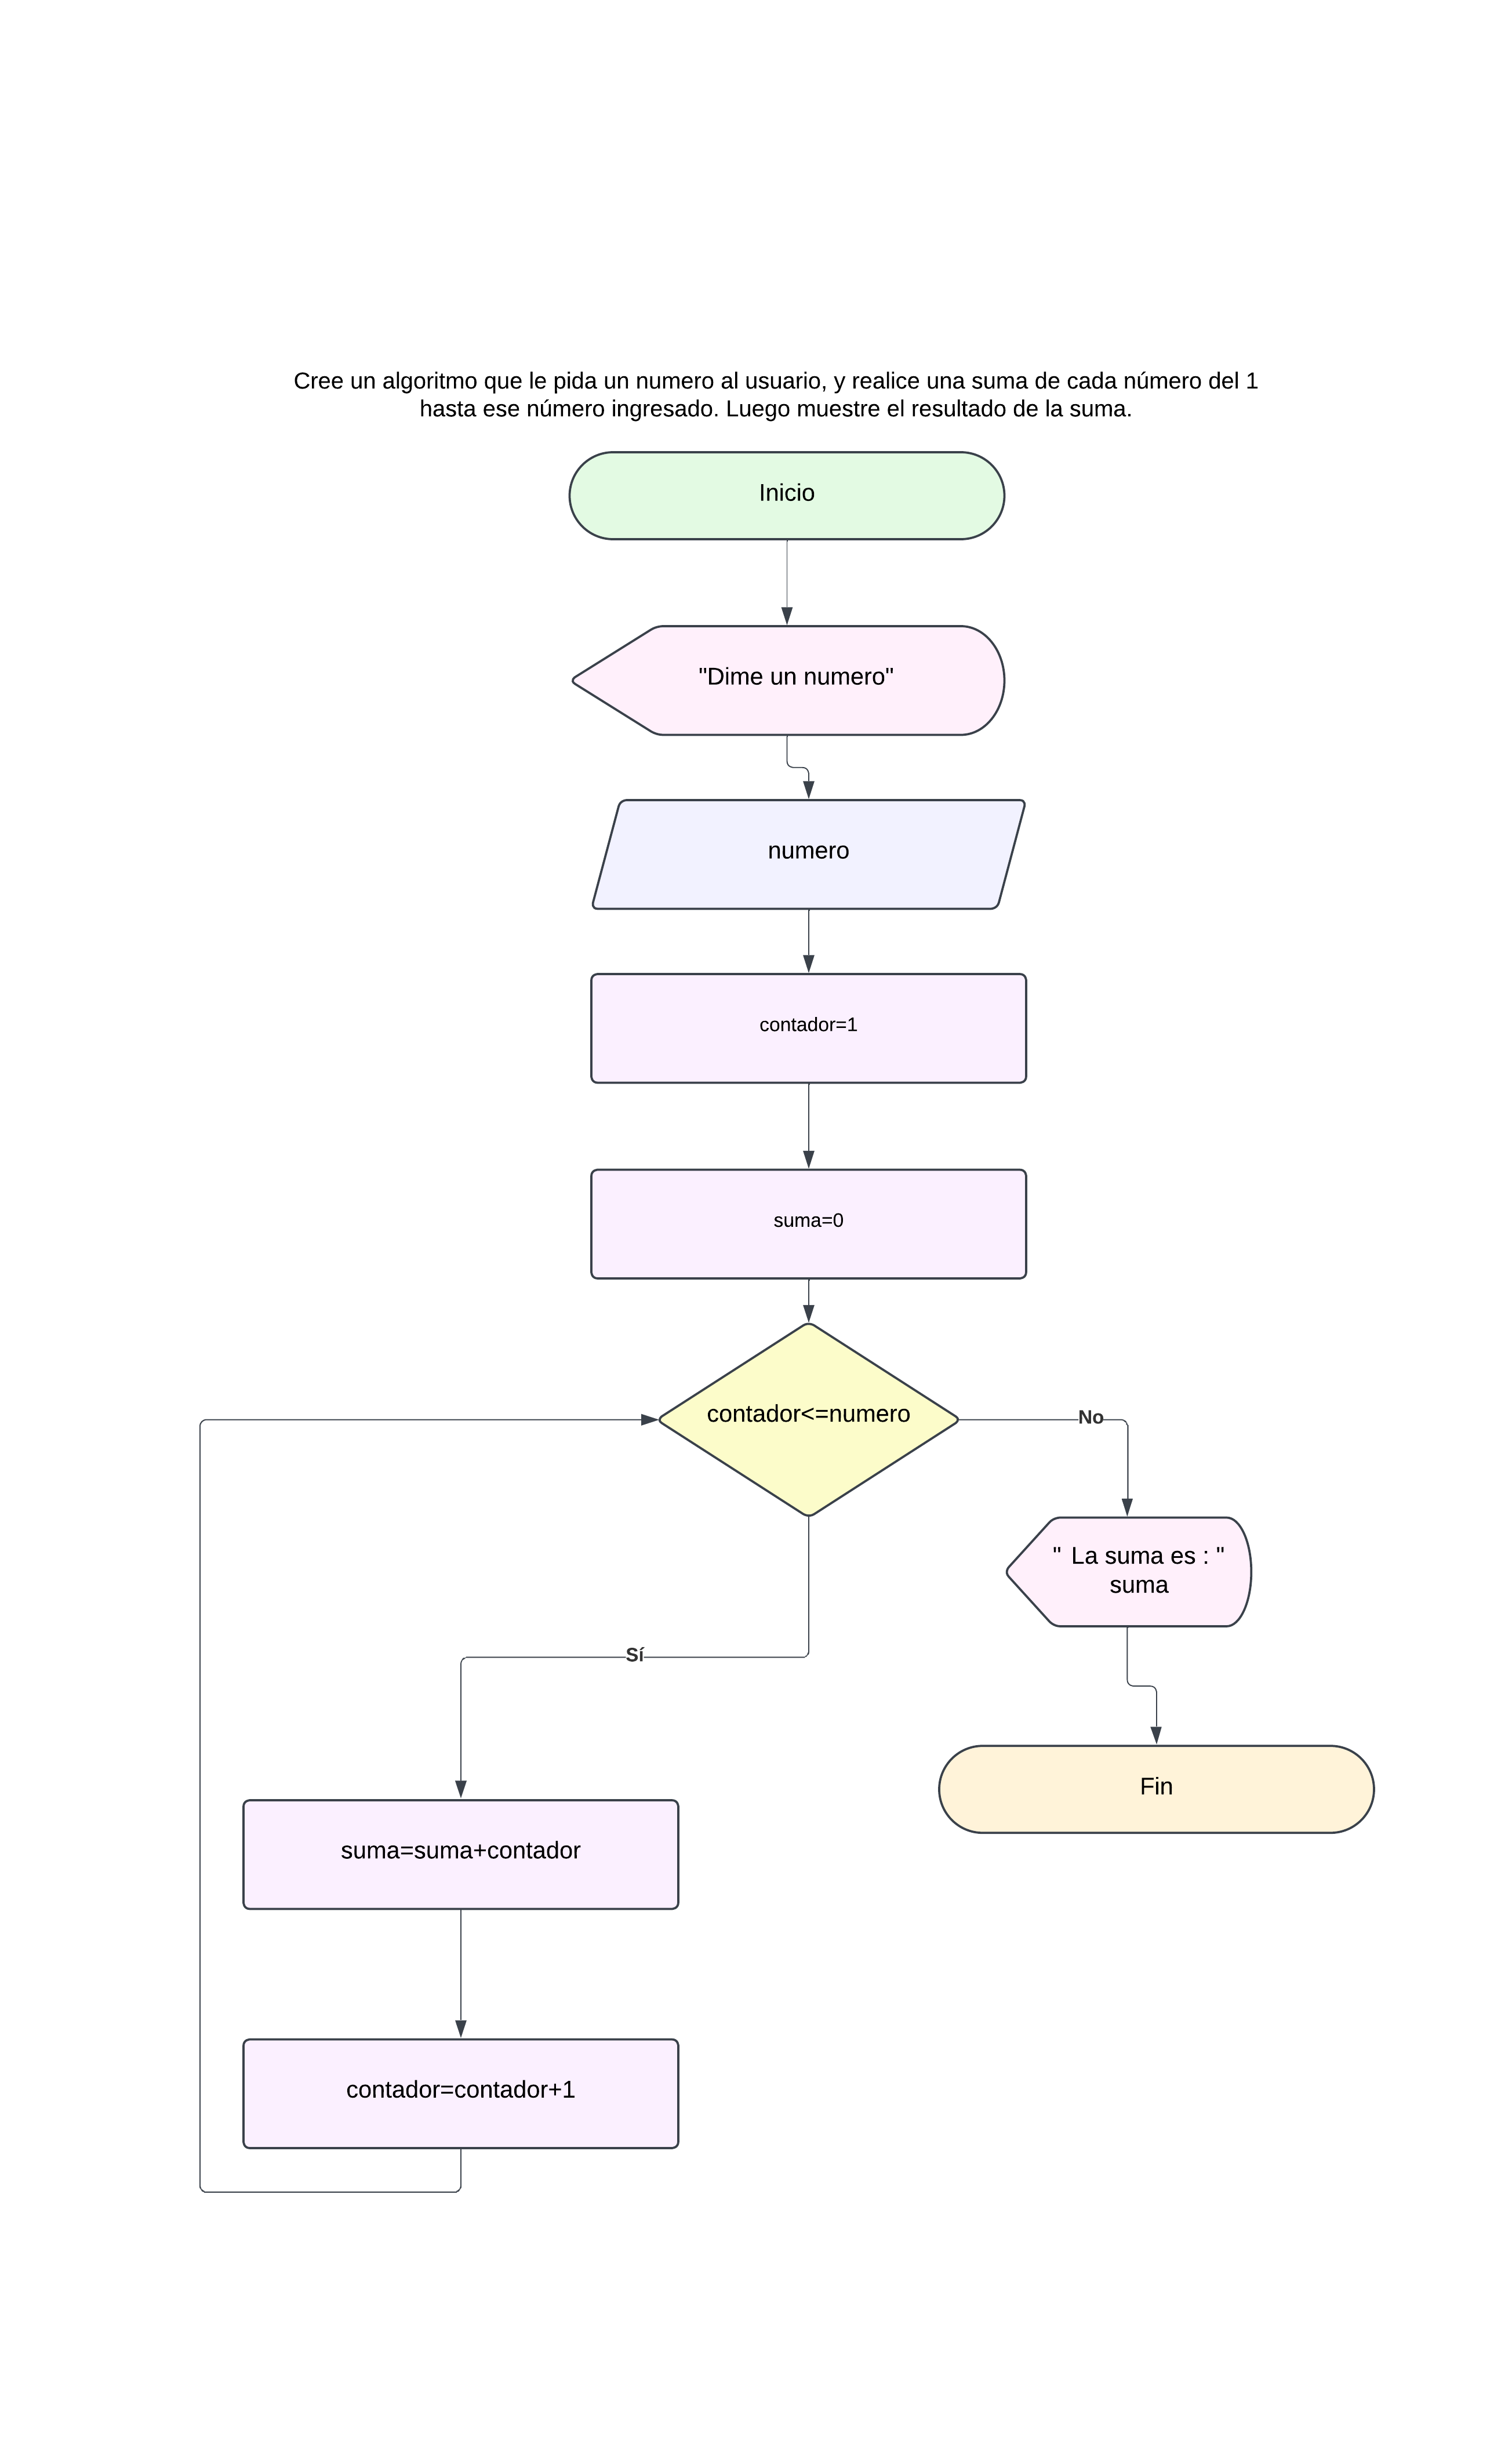 Cree un algoritmo que le pida un numero al usuario, y realice una suma de cada número del 1
hasta ese número ingresado. Luego muestre el resultado de la suma.
Inicio
"Dime un numero"
numero
contador=1
suma=0
contador<=numero
No
" La suma es : "
suma
Sí
Fin
suma=suma+contador
contador=contador+1